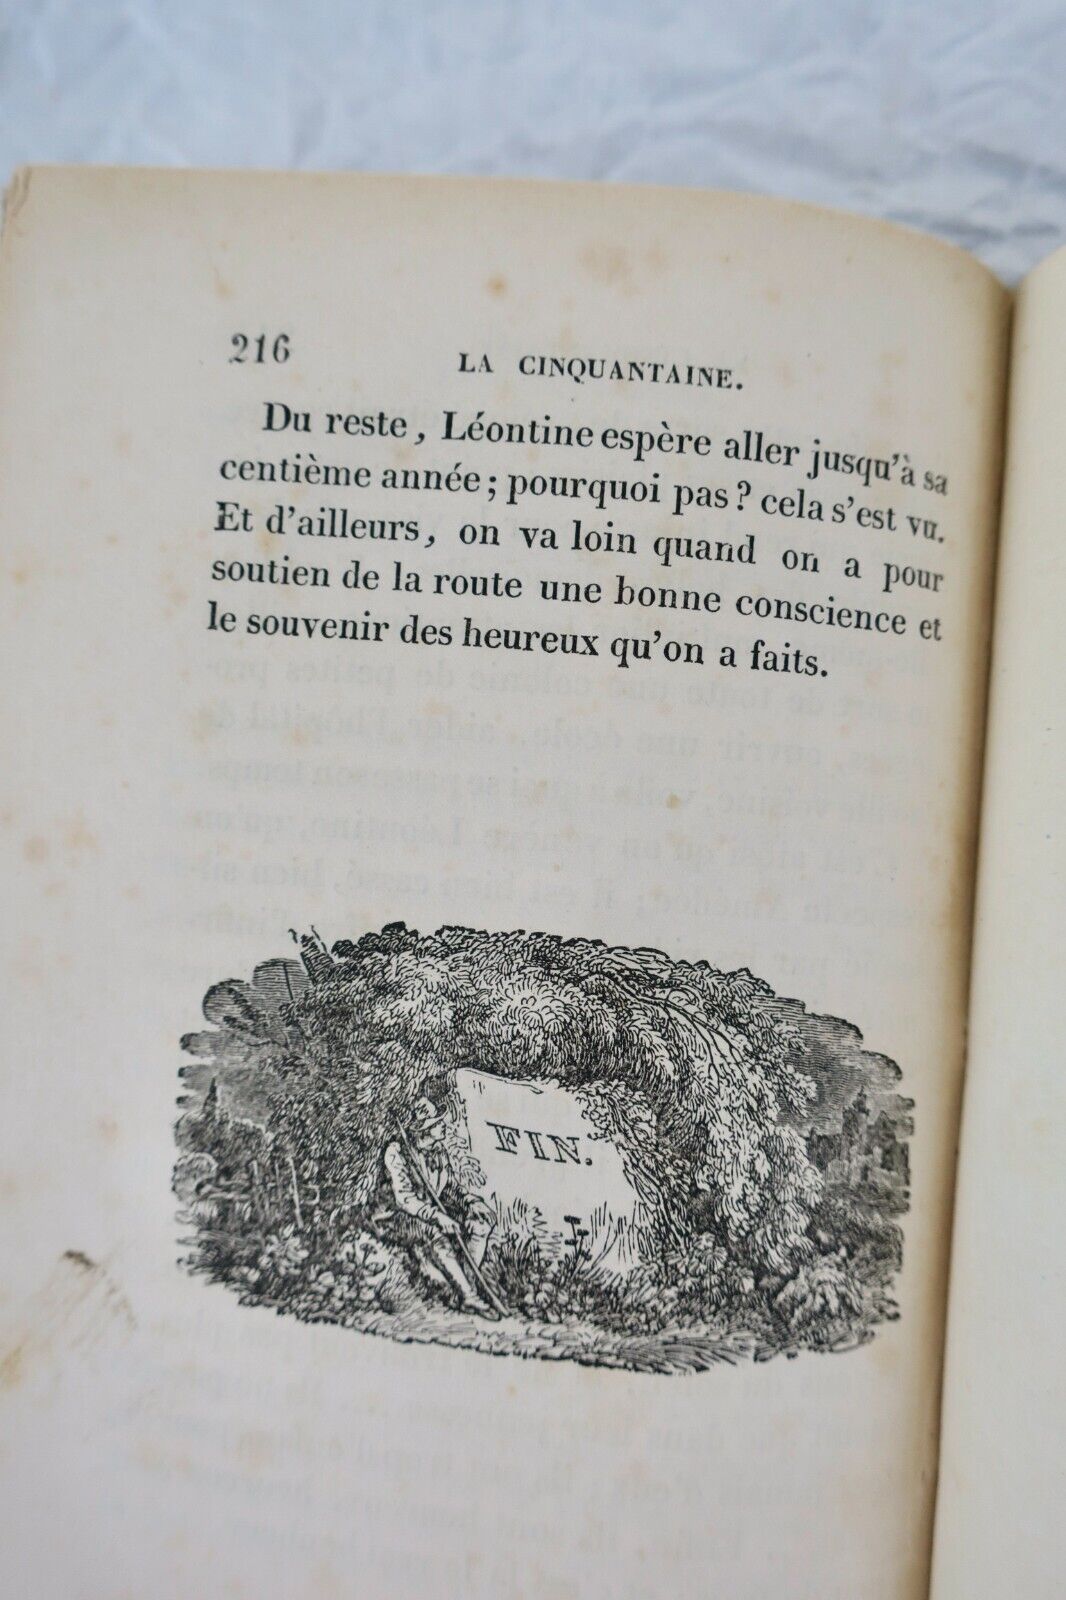 216 LA CINQUANTAINE.
Du reste, Léontine espère aller jusqu'à sa
centième année; pourquoi pas? cela s'est vu.
Et d'ailleurs, on va loin quand on a pour
soutien de la route une bonne conscience et
le souvenir des heureux qu'on a faits.
FIN.